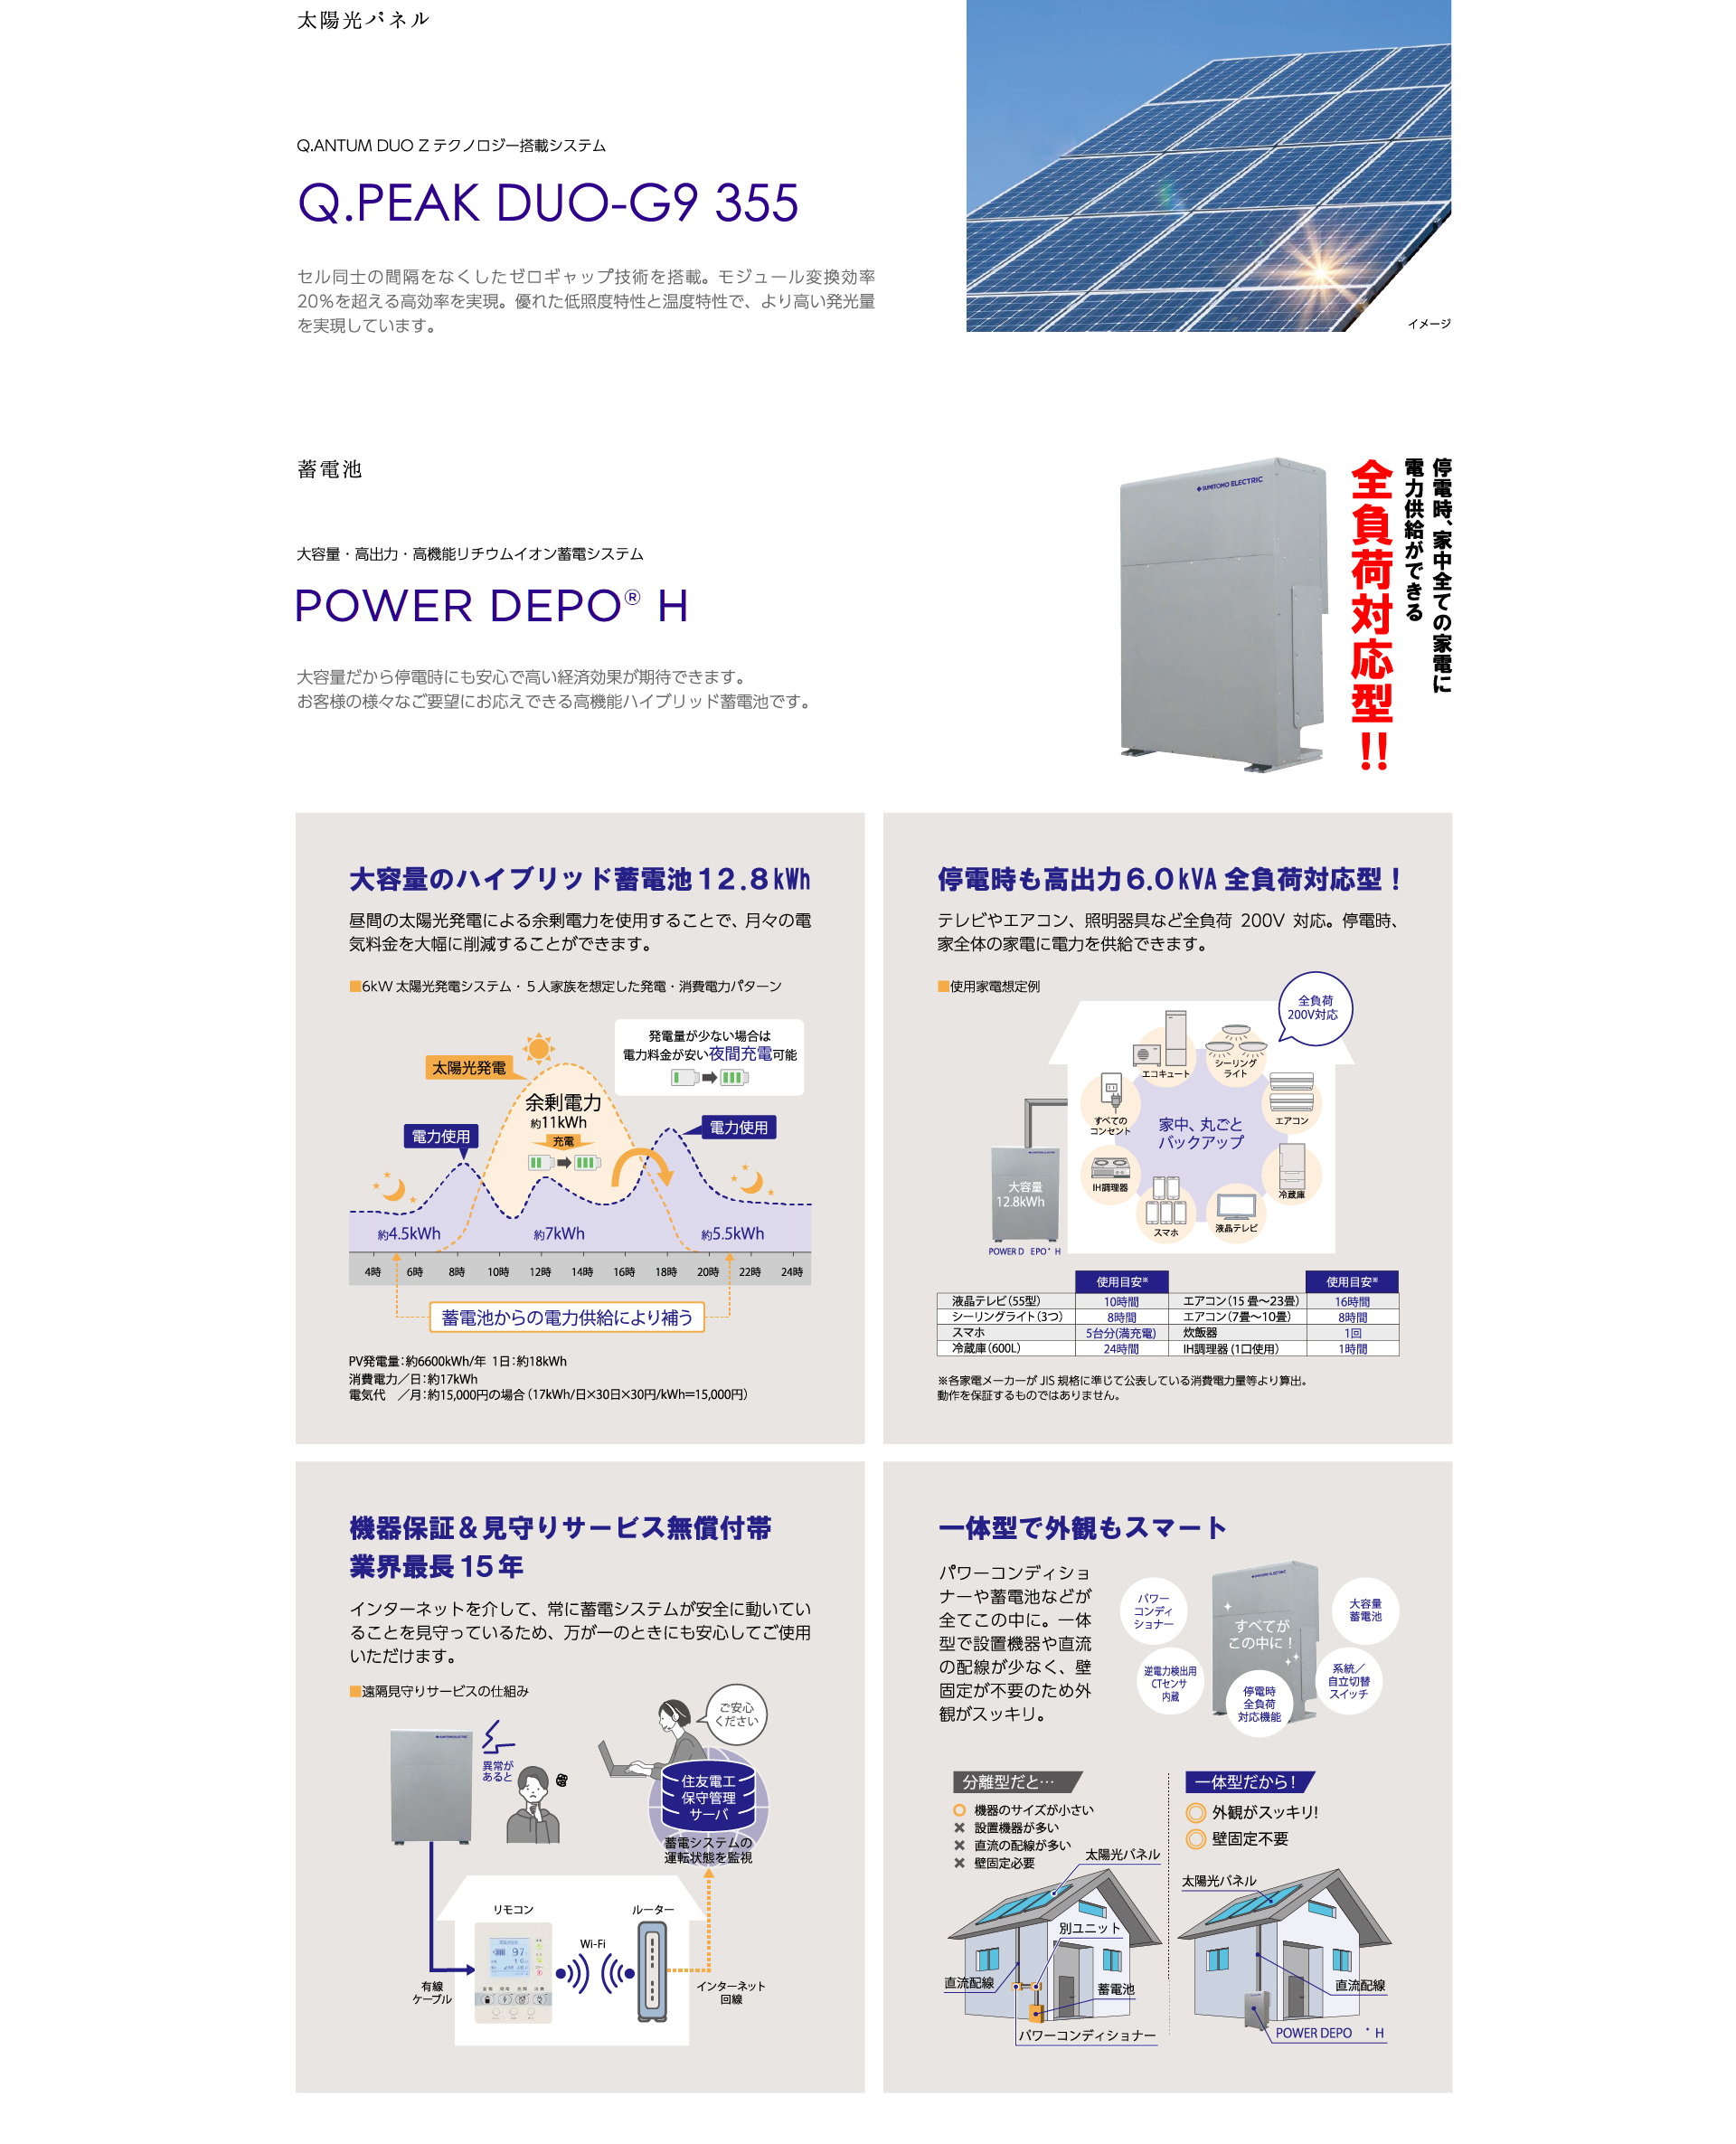 太陽光パネル
Q.ANTUM DUO Z テクノロジー搭載システム
Q.PEAK DUO-G9 355
セル同士の間隔をなくしたゼロギャップ技術を搭載。モジュール変換効率
20%を超える高効率を実現。優れた低照度特性と温度特性で、より高い発光量
を実現しています。
イメージ
蓄電池
大容量・高出力・高機能リチウムイオン蓄電システム
POWER DEPO® H
大容量だから停電時にも安心で高い経済効果が期待できます。
お客様の様々なご要望にお応えできる高機能ハイブリッド蓄電池です。
SUMITOMO ELECTRIC
停電時、家中全ての家電に
電力供給ができる
全負荷対応型!!
大容量のハイブリッド蓄電池12.8kWh
昼間の太陽光発電による余剰電力を使用することで、月々の電
気料金を大幅に削減することができます。
■6kW 太陽光発電システム・５人家族を想定した発電・消費電力パターン
発電量が少ない場合は
電力料金が安い夜間充電可能
太陽光発電
余剰電力
約11kWh
充電
電力使用
電力使用
約4.5kWh
約7kWh
約5.5kWh
4時 6時 8時 10時 12時 14時 16時 18時 20時 22時 24時
蓄電池からの電力供給により補う
PV発電量：約6600kWh/年 1日：約18kWh
消費電力／日：約17kWh
電気代　／月：約15,000円の場合（17kWh/日×30日×30円/kWh=15,000円）
停電時も高出力6.0kVA 全負荷対応型！
テレビやエアコン、照明器具など全負荷 200V 対応。停電時、
家全体の家電に電力を供給できます。
■使用家電想定例
全負荷
200V対応
エコキュート
シーリング
ライト
すべての
コンセント
エアコン
家中、丸ごと
バックアップ
IH調理器
冷蔵庫
スマホ
液晶テレビ
大容量
12.8kWh
POWER D EPO® H
使用目安※ 使用目安※
液晶テレビ（55型） 10時間 エアコン（15 畳〜23畳） 16時間
シーリングライト（3つ） 8時間 エアコン（7畳〜10畳） 8時間
スマホ 5台分(満充電) 炊飯器 1回
冷蔵庫（600L） 24時間 IH調理器 (1口使用） 1時間
※各家電メーカーが JIS 規格に準じて公表している消費電力量等より算出。
動作を保証するものではありません。
機器保証＆見守りサービス無償付帯
業界最長15年
インターネットを介して、常に蓄電システムが安全に動いてい
ることを見守っているため、万が一のときにも安心してご使用
いただけます。
■遠隔見守りサービスの仕組み
ご安心
ください
異常が
あると
住友電工
保守管理
サーバ
蓄電システムの
運転状態を監視
リモコン
ルーター
Wi-Fi
有線
ケーブル
インターネット
回線
一体型で外観もスマート
パワーコンディショ
ナーや蓄電池などが
全てこの中に。一体
型で設置機器や直流
の配線が少なく、壁
固定が不要のため外
観がスッキリ。
パワー
コンディ
ショナー
すべてが
この中に！
大容量
蓄電池
逆電力検出用
CTセンサ
内蔵
停電時
全負荷
対応機能
系統／
自立切替
スイッチ
分離型だと…
機器のサイズが小さい
設置機器が多い
直流の配線が多い
壁固定必要
太陽光パネル
別ユニット
直流配線
蓄電池
パワーコンディショナー
一体型だから！
外観がスッキリ!
壁固定不要
太陽光パネル
直流配線
POWER DEPO ® H